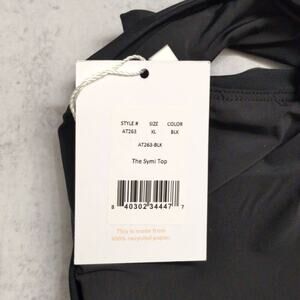 STYLE # SIZE COLOR
AT263 XL BLK
AT263-BLK
The Symi Top
8 40302 34447 7
This is made from
100% recycled paper.